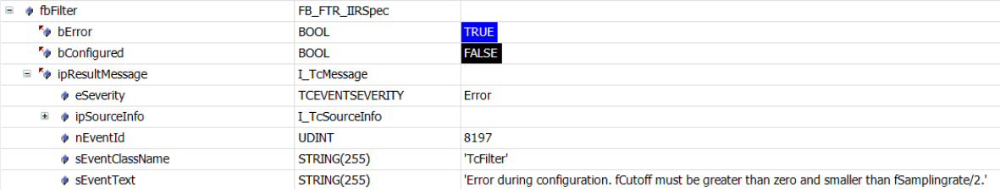 fbFilter FB_FTR_IIRSpec
bError BOOL TRUE
bConfigured BOOL FALSE
ipResultMessage I_TcMessage
eSeverity TCEVENTSEVERITY Error
ipSourceInfo I_TcSourceInfo
nEventId UDINT 8197
sEventClassName STRING(255) 'TcFilter'
sEventText STRING(255) 'Error during configuration. fCutoff must be greater than zero and smaller than fSamplingrate/2.'